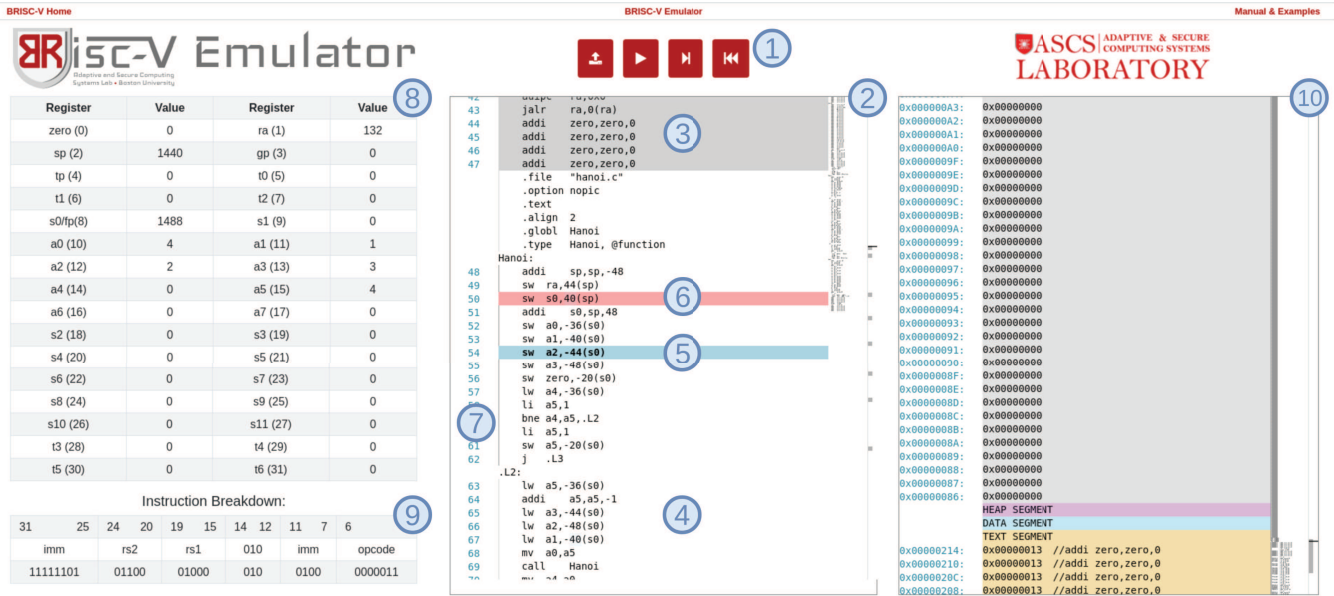 BRISC-V Home BRISC-V Emulator Manual & Examples
BRisc-V Emulator
Adaptive and Secure Computing
Systems Lab • Boston University
1
ASCS ADAPTIVE & SECURE
COMPUTING SYSTEMS
LABORATORY
Register Value Register Value 8
zero (0) 0 ra (1) 132
sp (2) 1440 gp (3) 0
tp (4) 0 t0 (5) 0
t1 (6) 0 t2 (7) 0
s0/fp(8) 1488 s1 (9) 0
a0 (10) 4 a1 (11) 1
a2 (12) 2 a3 (13) 3
a4 (14) 0 a5 (15) 4
a6 (16) 0 a7 (17) 0
s2 (18) 0 s3 (19) 0
s4 (20) 0 s5 (21) 0
s6 (22) 0 s7 (23) 0
s8 (24) 0 s9 (25) 0
s10 (26) 0 s11 (27) 0
t3 (28) 0 t4 (29) 0
t5 (30) 0 t6 (31) 0
Instruction Breakdown:
9
31 25 24 20 19 15 14 12 11 7 6
imm rs2 rs1 010 imm opcode
11111101 01100 01000 010 0100 0000011
2
42
43 jalr ra,0(ra)
44 addi zero,zero,0
3
45 addi zero,zero,0
46 addi zero,zero,0
47 addi zero,zero,0
.file "hanoi.c"
.option nopic
.text
.align 2
.globl Hanoi
.type Hanoi, @function
Hanoi:
48 addi sp,sp,-48
49 sw ra,44(sp)
50 sw s0,40(sp) 6
51 addi s0,sp,48
52 sw a0,-36(s0)
53 sw a1,-40(s0)
54 sw a2,-44(s0) 5
55 sw a3,-48(s0)
56 sw zero,-20(s0)
57 lw a4,-36(s0)
li a5,1
7 bne a4,a5,.L2
li a5,1
61 sw a5,-20(s0)
62 j .L3
.L2:
63 lw a5,-36(s0)
64 addi a5,a5,-1
65 lw a3,-44(s0) 4
66 lw a2,-48(s0)
67 lw a1,-40(s0)
68 mv a0,a5
69 call Hanoi
70 mv a4,a0
10
0x000000A3: 0x00000000
0x000000A2: 0x00000000
0x000000A1: 0x00000000
0x000000A0: 0x00000000
0x0000009F: 0x00000000
0x0000009E: 0x00000000
0x0000009D: 0x00000000
0x0000009C: 0x00000000
0x0000009B: 0x00000000
0x0000009A: 0x00000000
0x00000099: 0x00000000
0x00000098: 0x00000000
0x00000097: 0x00000000
0x00000096: 0x00000000
0x00000095: 0x00000000
0x00000094: 0x00000000
0x00000093: 0x00000000
0x00000092: 0x00000000
0x00000091: 0x00000000
0x00000090: 0x00000000
0x0000008F: 0x00000000
0x0000008E: 0x00000000
0x0000008D: 0x00000000
0x0000008C: 0x00000000
0x0000008B: 0x00000000
0x0000008A: 0x00000000
0x00000089: 0x00000000
0x00000088: 0x00000000
0x00000087: 0x00000000
0x00000086: 0x00000000
HEAP SEGMENT
DATA SEGMENT
TEXT SEGMENT
0x00000214: 0x00000013 //addi zero,zero,0
0x00000210: 0x00000013 //addi zero,zero,0
0x0000020C: 0x00000013 //addi zero,zero,0
0x00000208: 0x00000013 //addi zero,zero,0